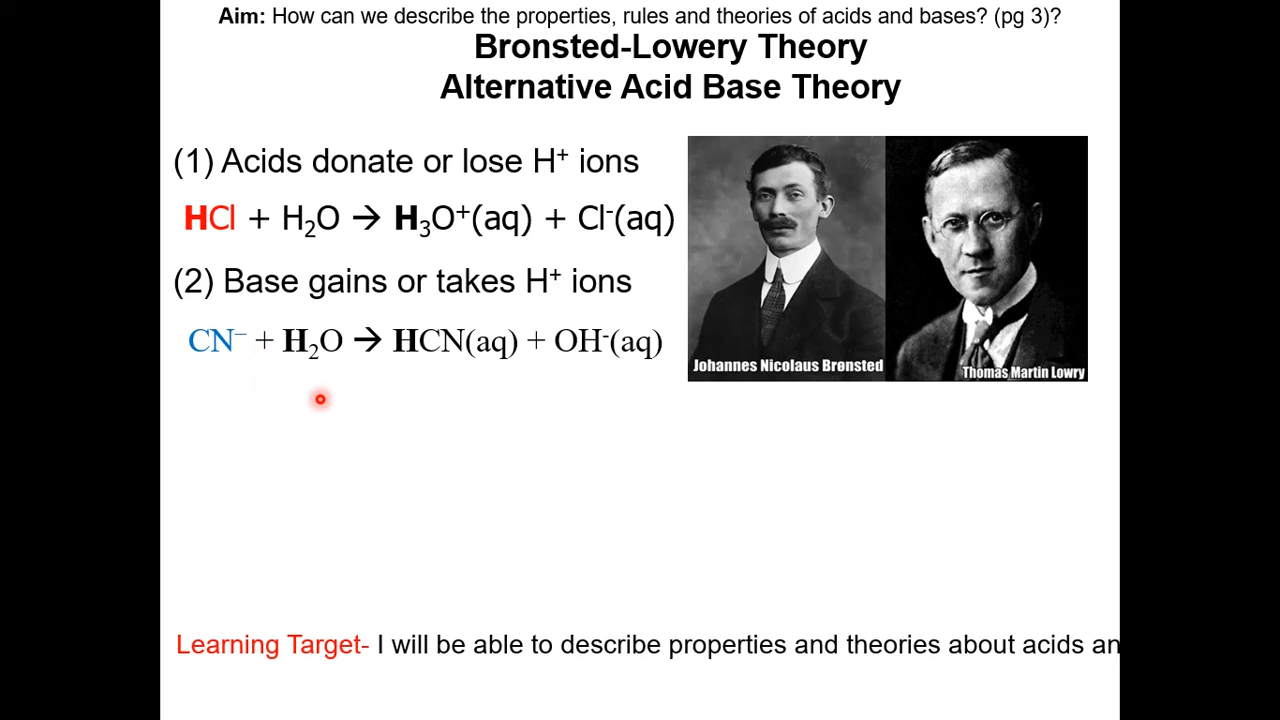 Aim: How can we describe the properties, rules and theories of acids and bases? (pg 3)?
Bronsted-Lowery Theory
Alternative Acid Base Theory
(1) Acids donate or lose H⁺ ions
HCl + H₂O → H₃O⁺(aq) + Cl⁻(aq)
(2) Base gains or takes H⁺ ions
CN⁻ + H₂O → HCN(aq) + OH⁻(aq)
Johannes Nicolaus Brønsted
Thomas Martin Lowry
Learning Target- I will be able to describe properties and theories about acids an